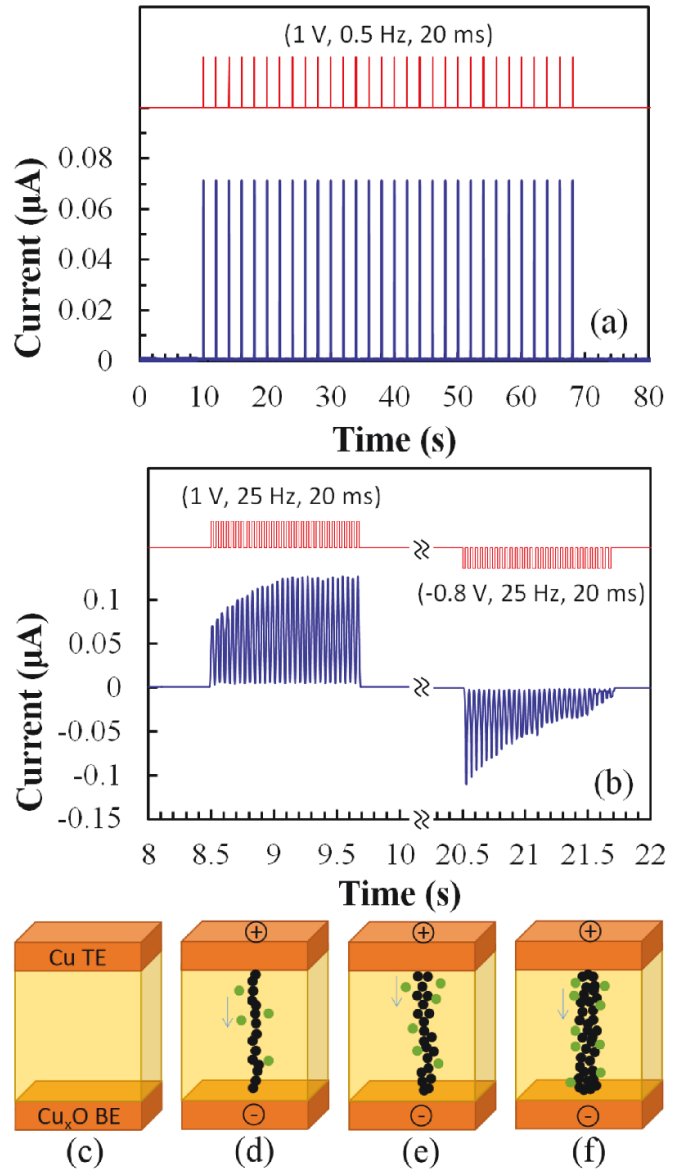 (1 V, 0.5 Hz, 20 ms)
0.08
0.06
0.04
0.02
0
Current (µA)
(a)
0 10 20 30 40 50 60 70 80
Time (s)
(1 V, 25 Hz, 20 ms)
(-0.8 V, 25 Hz, 20 ms)
0.1
0.05
0
-0.05
-0.1
-0.15
Current (µA)
(b)
8 8.5 9 9.5 10 20.5 21 21.5 22
Time (s)
+ + +
Cu TE
CuₓO BE - - -
(c) (d) (e) (f)